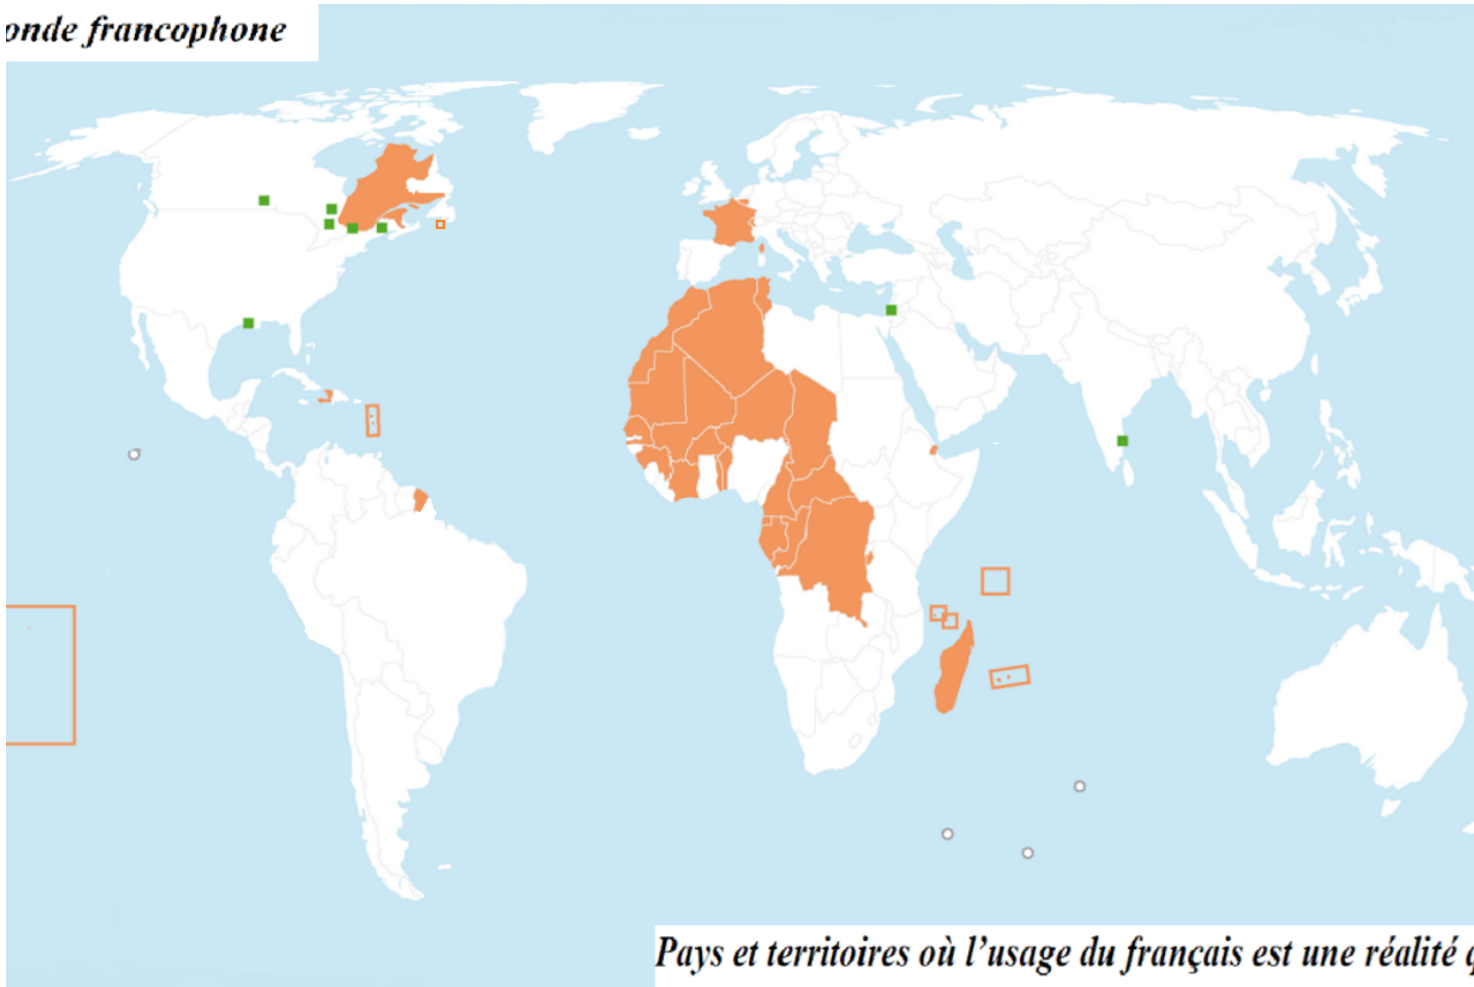 onde francophone
Pays et territoires où l’usage du français est une réalité q